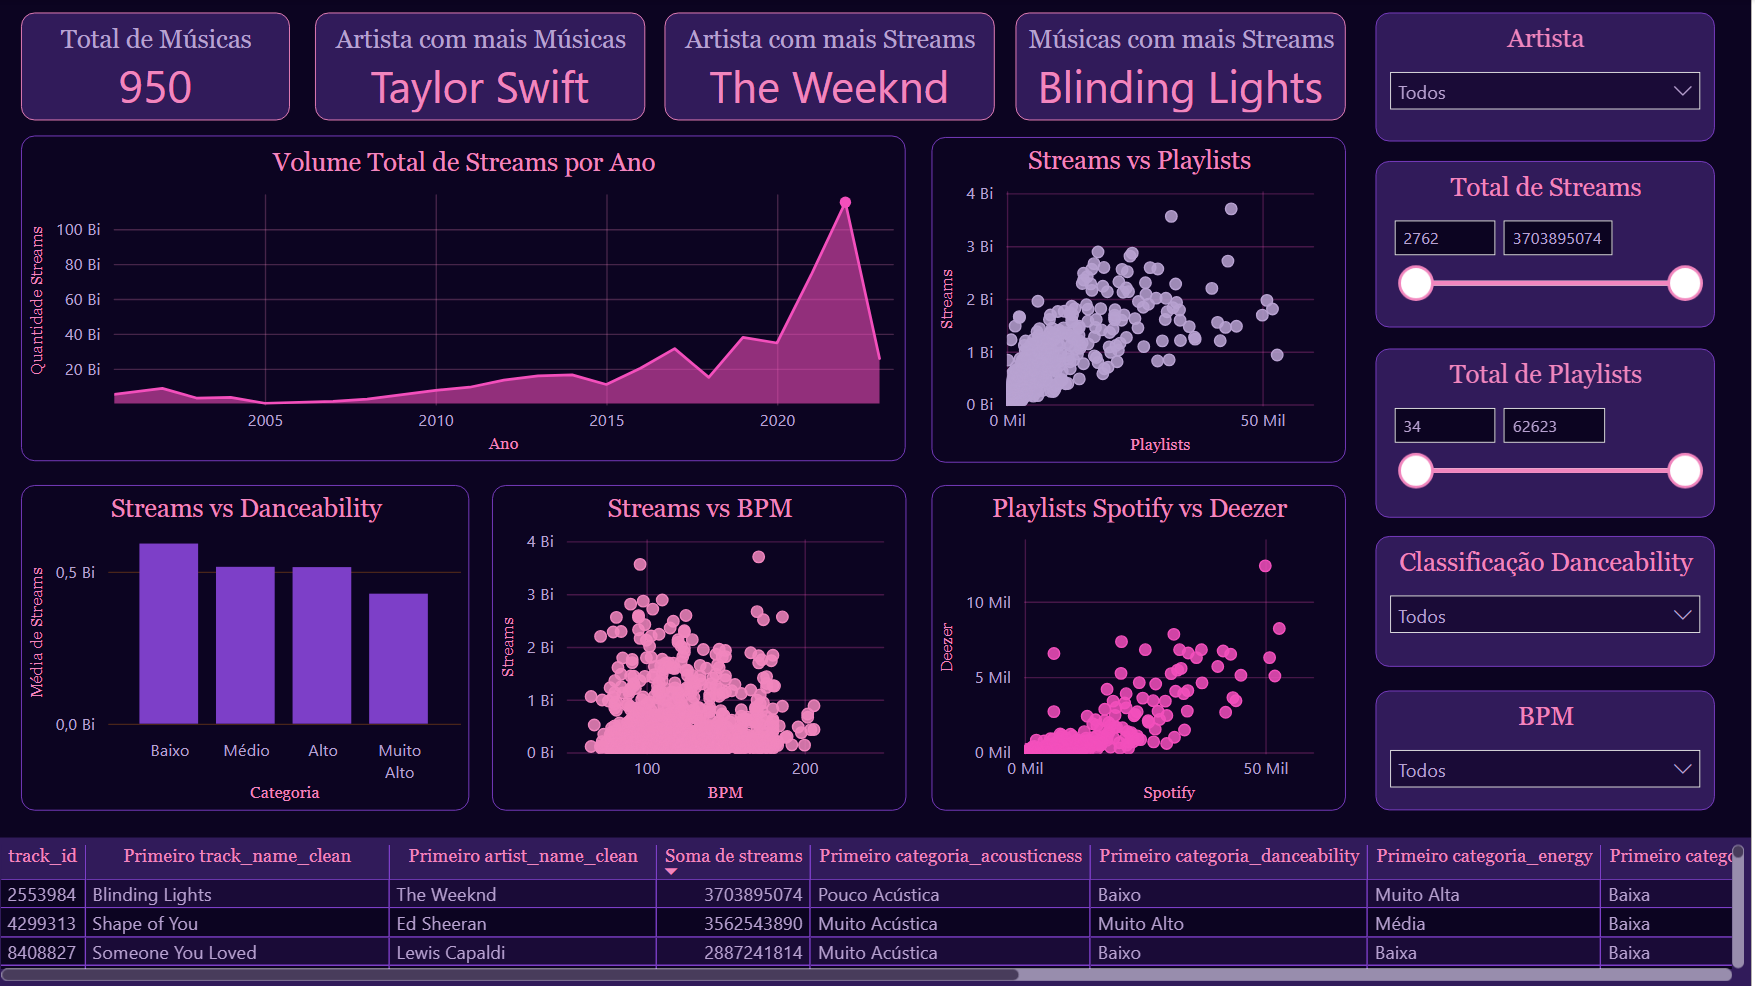 Total de Músicas
950
Artista com mais Músicas
Taylor Swift
Artista com mais Streams
The Weeknd
Músicas com mais Streams
Blinding Lights
Artista
Todos
Volume Total de Streams por Ano
Quantidade Streams
100 Bi
80 Bi
60 Bi
40 Bi
20 Bi
2005
2010
2015
2020
Ano
Streams vs Playlists
Streams
4 Bi
3 Bi
2 Bi
1 Bi
0 Bi
0 Mil
50 Mil
Playlists
Total de Streams
2762
3703895074
Total de Playlists
34
62623
Streams vs Danceability
Média de Streams
0,5 Bi
0,0 Bi
Baixo
Médio
Alto
Muito
Alto
Categoria
Streams vs BPM
Streams
4 Bi
3 Bi
2 Bi
1 Bi
0 Bi
100
200
BPM
Playlists Spotify vs Deezer
Deezer
10 Mil
5 Mil
0 Mil
0 Mil
50 Mil
Spotify
Classificação Danceability
Todos
BPM
Todos
track_id Primeiro track_name_clean Primeiro artist_name_clean Soma de streams Primeiro categoria_acousticness Primeiro categoria_danceability Primeiro categoria_energy Primeiro catego
2553984 Blinding Lights The Weeknd 3703895074 Pouco Acústica Baixo Muito Alta Baixa
4299313 Shape of You Ed Sheeran 3562543890 Muito Acústica Muito Alto Média Baixa
8408827 Someone You Loved Lewis Capaldi 2887241814 Muito Acústica Baixo Baixa Baixa